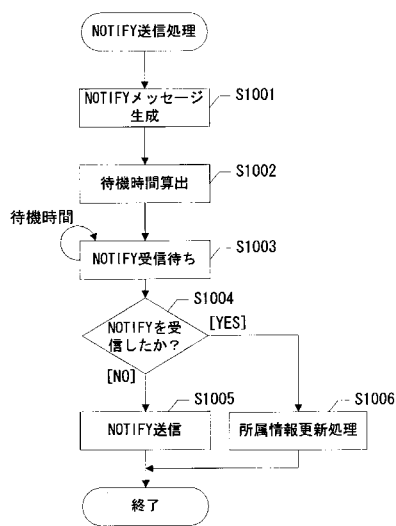 NOTIFY送信処理
NOTIFYメッセージ
生成
S1001
待機時間算出
S1002
待機時間
NOTIFY受信待ち
S1003
S1004
NOTIFYを受
信したか？
[YES]
[NO]
S1005
NOTIFY送信
S1006
所属情報更新処理
終了